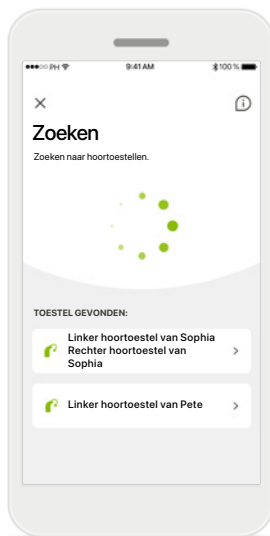 PH 9:41 AM 100 %
Zoeken
Zoeken naar hoortoestellen.
TOESTEL GEVONDEN:
Linker hoortoestel van Sophia
Rechter hoortoestel van
Sophia
Linker hoortoestel van Pete